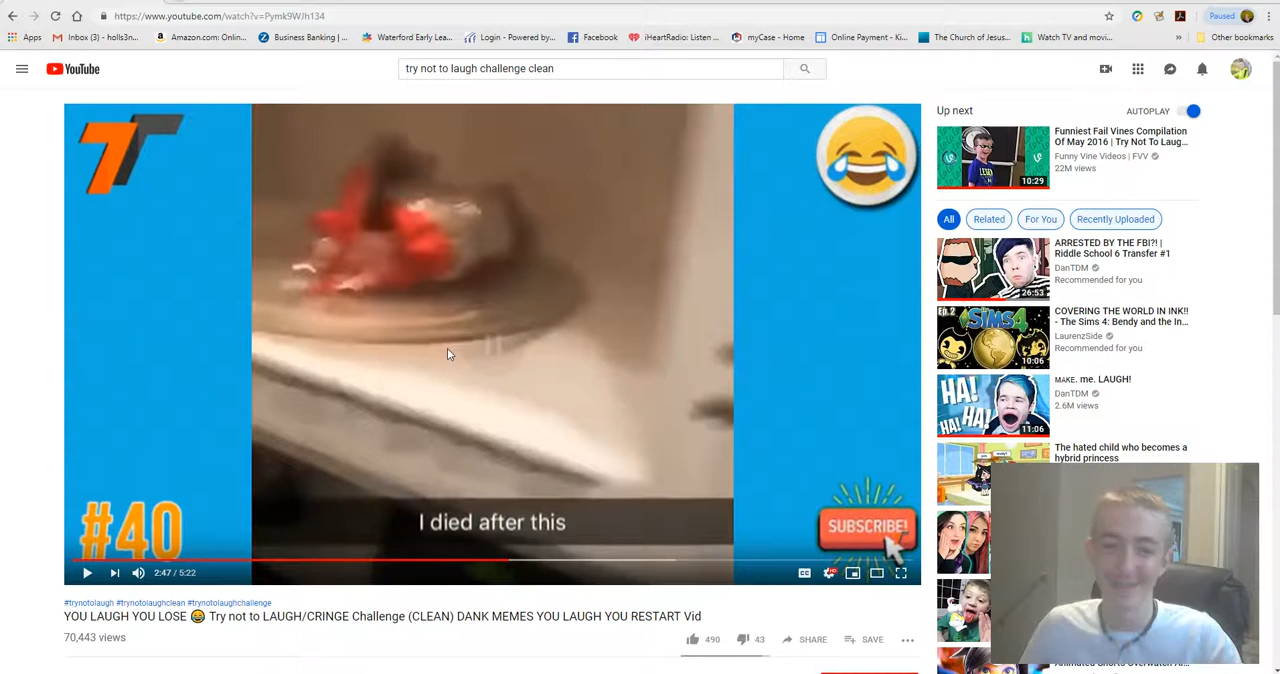 https://www.youtube.com/watch?v=Pymk9WJh134
Paused
Apps
Inbox (3) - holls3n...
Amazon.com: Onlin...
Business Banking | ...
Waterford Early Lea...
Login - Powered by...
Facebook
iHeartRadio: Listen ...
myCase - Home
Online Payment - Ki...
The Church of Jesus...
Watch TV and movi...
»
Other bookmarks
YouTube
try not to laugh challenge clean
7T
#40
I died after this
SUBSCRIBE!
2:47 / 5:22
CC
HD
#trynotolaugh #trynotolaughclean #trynotolaughchallenge
YOU LAUGH YOU LOSE 😂 Try not to LAUGH/CRINGE Challenge (CLEAN) DANK MEMES YOU LAUGH YOU RESTART Vid
70,443 views
490
43
SHARE
SAVE
Up next
AUTOPLAY
Funniest Fail Vines Compilation
Of May 2016 | Try Not To Laug...
Funny Vine Videos | FVV
22M views
10:29
All
Related
For You
Recently Uploaded
ARRESTED BY THE FBI?! |
Riddle School 6 Transfer #1
DanTDM
Recommended for you
26:53
COVERING THE WORLD IN INK!!
- The Sims 4: Bendy and the In...
LaurenzSide
Recommended for you
Ep. 2
SIMS 4
10:06
MAKE. me. LAUGH!
DanTDM
2.6M views
HA!
HA!
HA!
11:06
The hated child who becomes a
hybrid princess